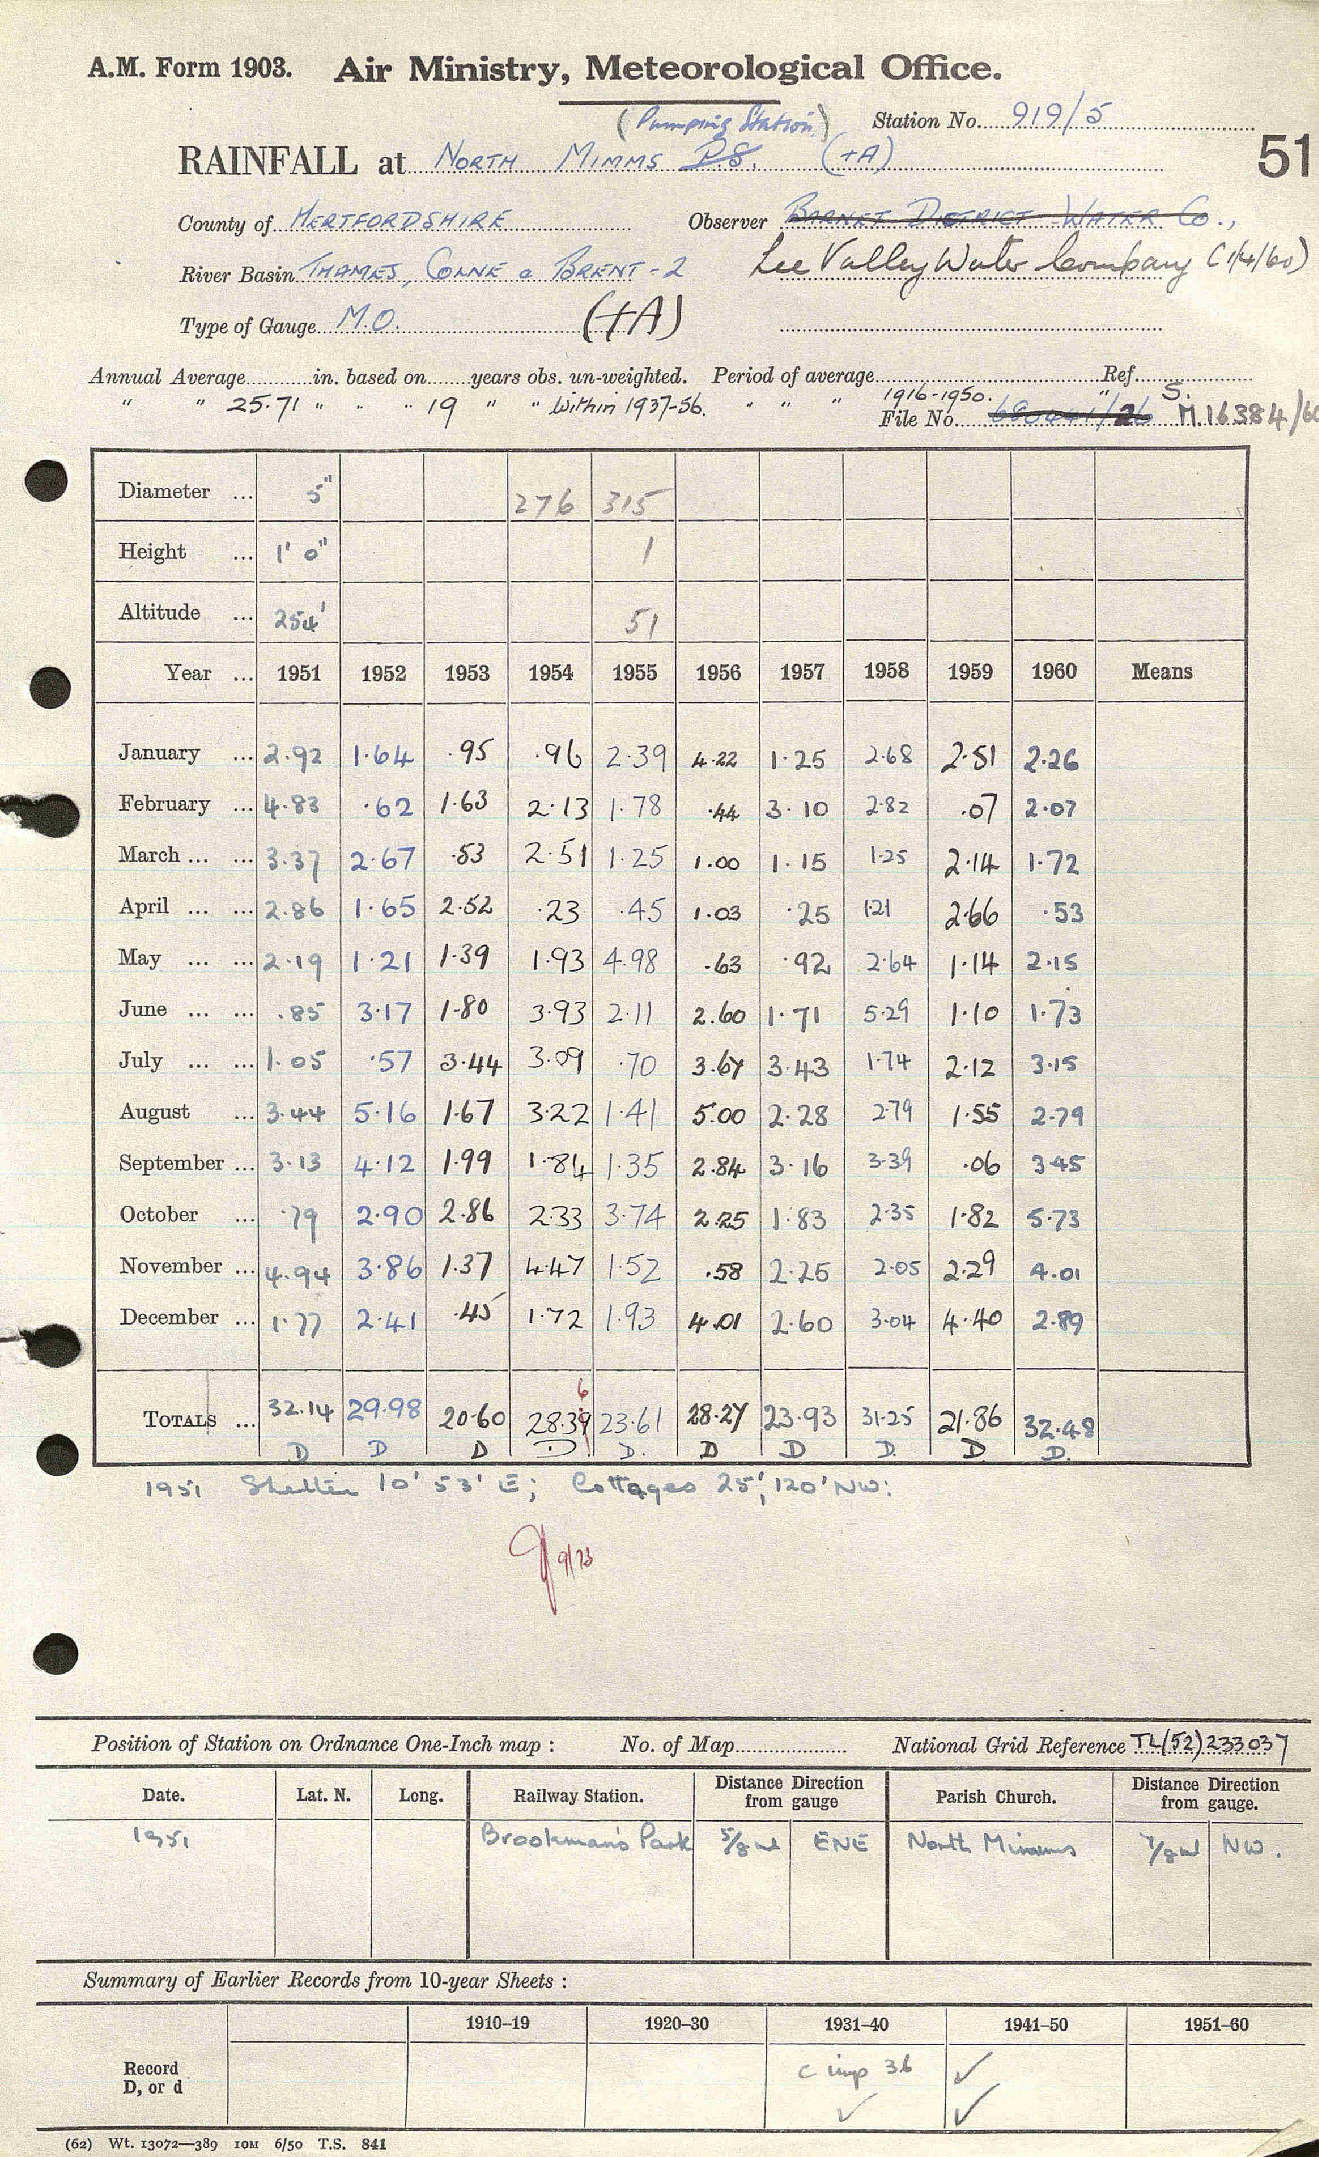 A.M. Form 1903. Air Ministry, Meteorological Office.
(Pumping Station) Station No. 919/5
RAINFALL at NORTH MIMMS P.S. (+A) 51
County of HERTFORDSHIRE Observer BARNET DISTRICT WATER Co.,
River Basin THAMES, COLNE & BRENT - 2 Lee Valley Water Company (1/4/60)
Type of Gauge M.O. (+A)
Annual Average in. based on years obs. un-weighted. Period of average Ref.
" " 25.71 " " " 19 " " within 1937-56. " " " 1916-1950. " S.
File No. 680441/26 M.16384/60
Diameter ... 5" 276 315
Height ... 1' 0" 1
Altitude ... 254' 51
Year ... 1951 1952 1953 1954 1955 1956 1957 1958 1959 1960 Means
January ... 2.92 1.64 .95 .96 2.39 4.22 1.25 2.68 2.51 2.26
February ... 4.83 .62 1.63 2.13 1.78 .44 3.10 2.82 .07 2.07
March ... ... 3.37 2.67 .53 2.51 1.25 1.00 1.15 1.25 2.14 1.72
April ... ... 2.86 1.65 2.52 .23 .45 1.03 .25 1.21 2.66 .53
May ... ... 2.19 1.21 1.39 1.93 4.98 .63 .92 2.64 1.14 2.15
June ... ... .85 3.17 1.80 3.93 2.11 2.60 1.71 5.29 1.10 1.73
July ... ... 1.05 .57 3.44 3.09 .70 3.67 3.43 1.74 2.12 3.15
August ... 3.44 5.16 1.67 3.22 1.41 5.00 2.28 2.79 1.55 2.79
September ... 3.13 4.12 1.99 1.84 1.35 2.84 3.16 3.39 .06 3.45
October ... .79 2.90 2.86 2.33 3.74 2.25 1.83 2.35 1.82 5.73
November ... 4.94 3.86 1.37 4.47 1.52 .58 2.25 2.05 2.29 4.01
December ... 1.77 2.41 .45 1.72 1.93 4.01 2.60 3.04 4.40 2.89
6
TOTALS ... 32.14 29.98 20.60 28.39 23.61 28.27 23.93 31.25 21.86 32.48
D D D D D. D D D. D D.
1951 Shelter 10' 53' E; Cottages 25', 120' NW:
9/73
Position of Station on Ordnance One-Inch map : No. of Map National Grid Reference TL(52)233037
Date. Lat. N. Long. Railway Station. Distance from gauge Direction Parish Church. Distance from gauge. Direction
1951 Brookman's Park 5/8 ml ENE North Mimms 7/8 ml NW.
Summary of Earlier Records from 10-year Sheets :
1910–19 1920–30 1931–40 1941–50 1951–60
Record
D, or d
c imp 36 ✓
✓ ✓
(62) Wt. 13072—389 10M 6/50 T.S. 841